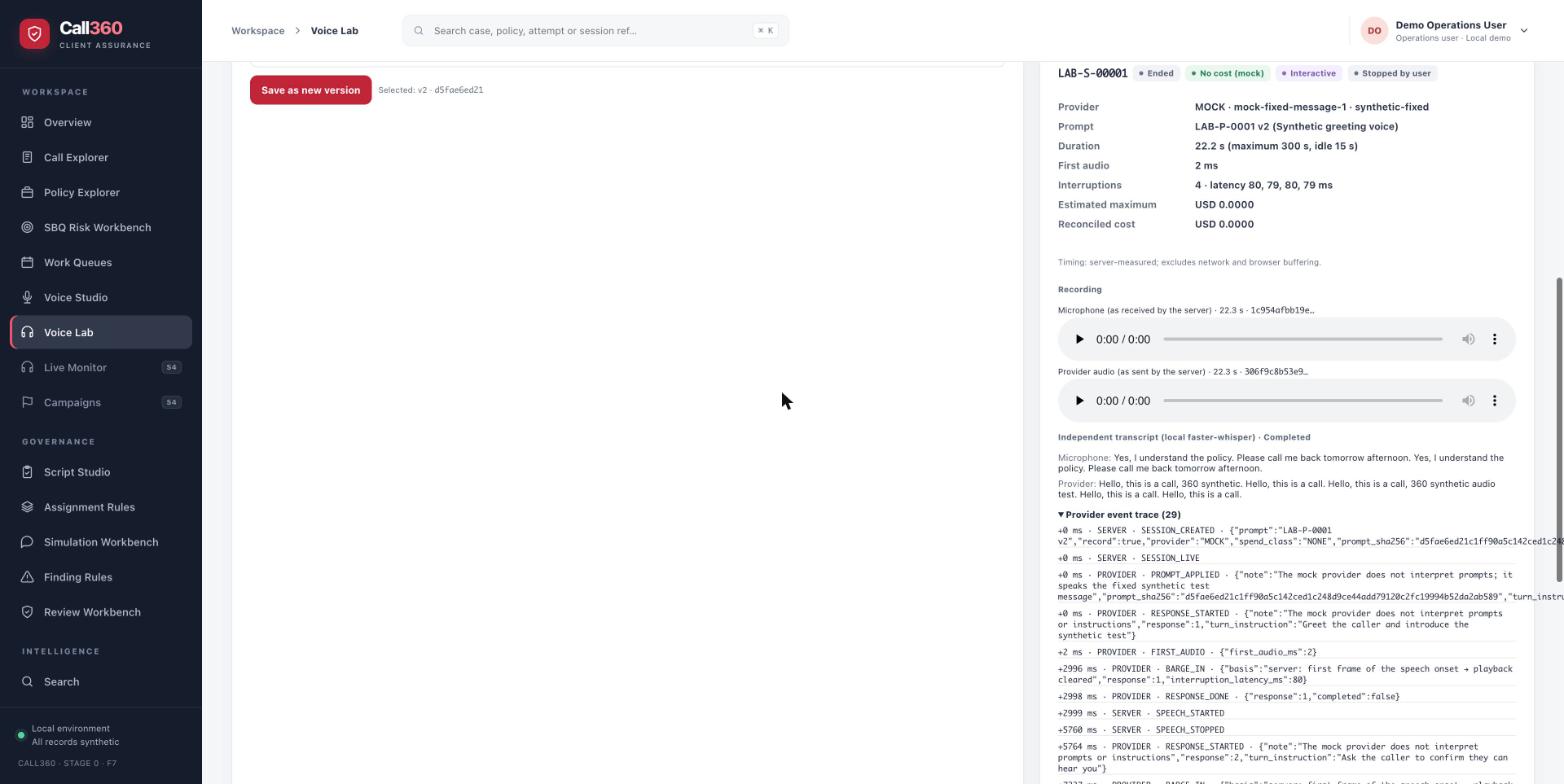 Call360
CLIENT ASSURANCE
WORKSPACE
Overview
Call Explorer
Policy Explorer
SBQ Risk Workbench
Work Queues
Voice Studio
Voice Lab
Live Monitor S4
Campaigns S4
GOVERNANCE
Script Studio
Assignment Rules
Simulation Workbench
Finding Rules
Review Workbench
INTELLIGENCE
Search
Local environment
All records synthetic
CALL360 · STAGE 0 · F7
Workspace > Voice Lab
Search case, policy, attempt or session ref...
⌘ K
DO
Demo Operations User
Operations user · Local demo
Save as new version
Selected: v2 · d5fae6ed21
LAB-S-00001 • Ended • No cost (mock) • Interactive • Stopped by user
Provider MOCK · mock-fixed-message-1 · synthetic-fixed
Prompt LAB-P-0001 v2 (Synthetic greeting voice)
Duration 22.2 s (maximum 300 s, idle 15 s)
First audio 2 ms
Interruptions 4 · latency 80, 79, 80, 79 ms
Estimated maximum USD 0.0000
Reconciled cost USD 0.0000
Timing: server-measured; excludes network and browser buffering.
Recording
Microphone (as received by the server) · 22.3 s · 1c954afbb19e…
0:00 / 0:00
Provider audio (as sent by the server) · 22.3 s · 306f9c8b53e9…
0:00 / 0:00
Independent transcript (local faster-whisper) · Completed
Microphone: Yes, I understand the policy. Please call me back tomorrow afternoon. Yes, I understand the
policy. Please call me back tomorrow afternoon.
Provider: Hello, this is a call, 360 synthetic. Hello, this is a call. Hello, this is a call, 360 synthetic audio
test. Hello, this is a call. Hello, this is a call.
▼ Provider event trace (29)
+0 ms · SERVER · SESSION_CREATED · {"prompt":"LAB-P-0001
v2","record":true,"provider":"MOCK","spend_class":"NONE","prompt_sha256":"d5fae6ed21c1ff90a5c142ced1c248
+0 ms · SERVER · SESSION_LIVE
+0 ms · PROVIDER · PROMPT_APPLIED · {"note":"The mock provider does not interpret prompts; it
speaks the fixed synthetic test
message","prompt_sha256":"d5fae6ed21c1ff90a5c142ced1c248d9ce44add79120c2fc19994b52da2ab589","turn_instru
+0 ms · PROVIDER · RESPONSE_STARTED · {"note":"The mock provider does not interpret prompts
or instructions","response":1,"turn_instruction":"Greet the caller and introduce the
synthetic test"}
+2 ms · PROVIDER · FIRST_AUDIO · {"first_audio_ms":2}
+2996 ms · PROVIDER · BARGE_IN · {"basis":"server: first frame of the speech onset → playback
cleared","response":1,"interruption_latency_ms":80}
+2998 ms · PROVIDER · RESPONSE_DONE · {"response":1,"completed":false}
+2999 ms · SERVER · SPEECH_STARTED
+5760 ms · SERVER · SPEECH_STOPPED
+5764 ms · PROVIDER · RESPONSE_STARTED · {"note":"The mock provider does not interpret
prompts or instructions","response":2,"turn_instruction":"Ask the caller to confirm they can
hear you"}